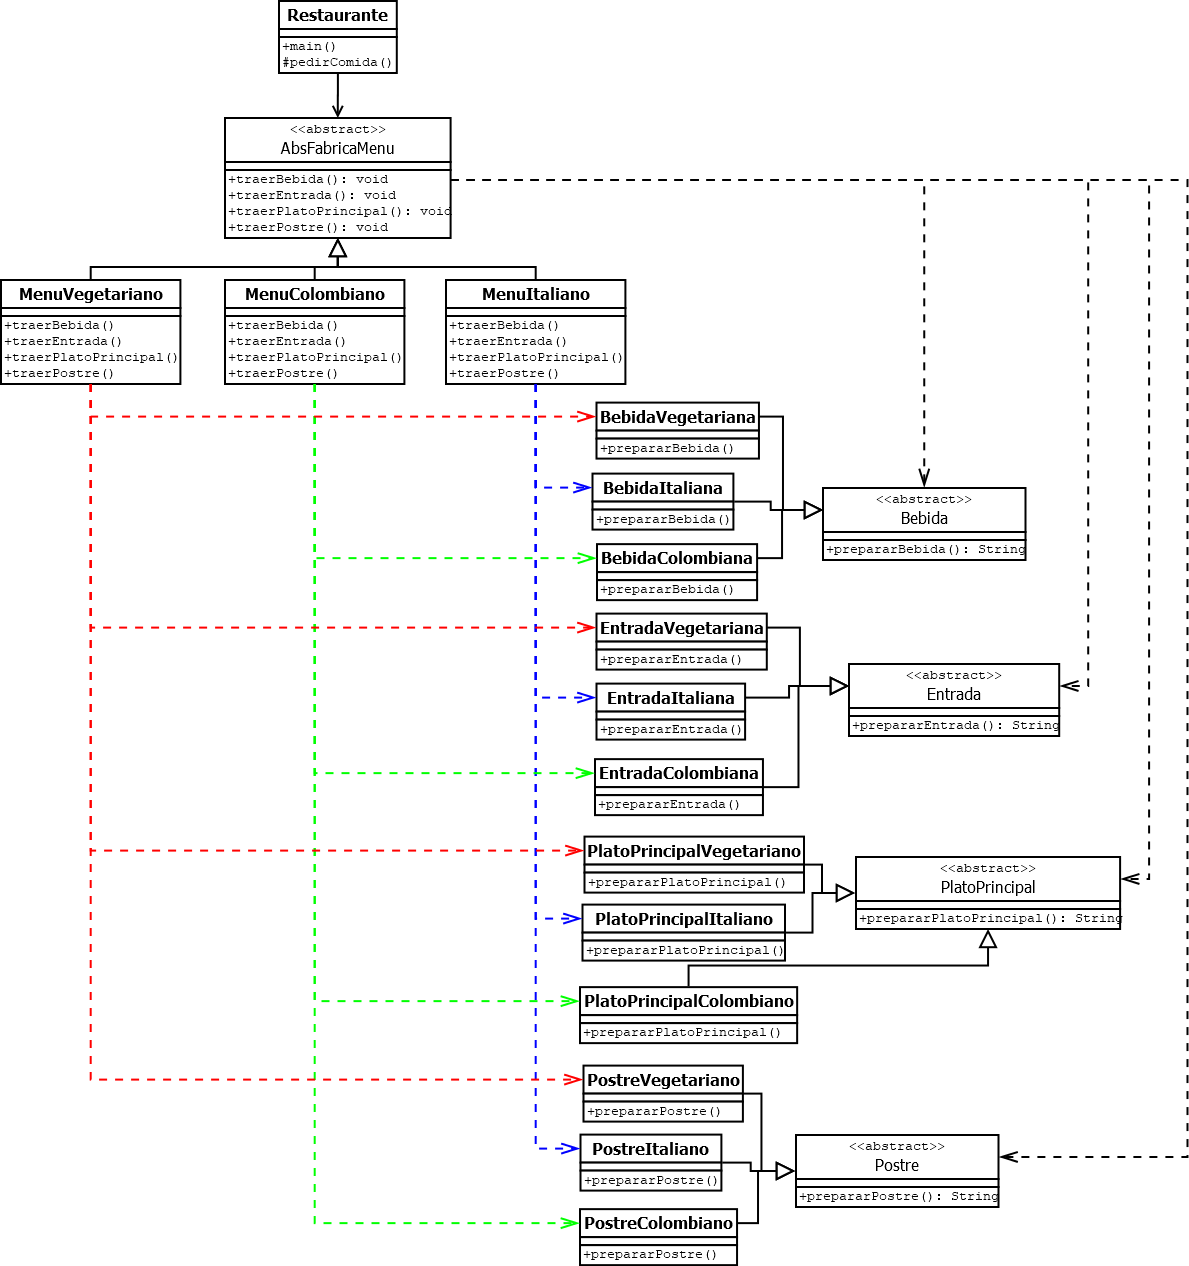 Restaurante
+main()
#pedirComida()
<<abstract>>
AbsFabricaMenu
+traerBebida(): void
+traerEntrada(): void
+traerPlatoPrincipal(): void
+traerPostre(): void
MenuVegetariano
+traerBebida()
+traerEntrada()
+traerPlatoPrincipal()
+traerPostre()
MenuColombiano
+traerBebida()
+traerEntrada()
+traerPlatoPrincipal()
+traerPostre()
MenuItaliano
+traerBebida()
+traerEntrada()
+traerPlatoPrincipal()
+traerPostre()
BebidaVegetariana
+prepararBebida()
BebidaItaliana
+prepararBebida()
BebidaColombiana
+prepararBebida()
<<abstract>>
Bebida
+prepararBebida(): String
EntradaVegetariana
+prepararEntrada()
EntradaItaliana
+prepararEntrada()
EntradaColombiana
+prepararEntrada()
<<abstract>>
Entrada
+prepararEntrada(): String
PlatoPrincipalVegetariano
+prepararPlatoPrincipal()
PlatoPrincipalItaliano
+prepararPlatoPrincipal()
PlatoPrincipalColombiano
+prepararPlatoPrincipal()
<<abstract>>
PlatoPrincipal
+prepararPlatoPrincipal(): String
PostreVegetariano
+prepararPostre()
PostreItaliano
+prepararPostre()
PostreColombiano
+prepararPostre()
<<abstract>>
Postre
+prepararPostre(): String